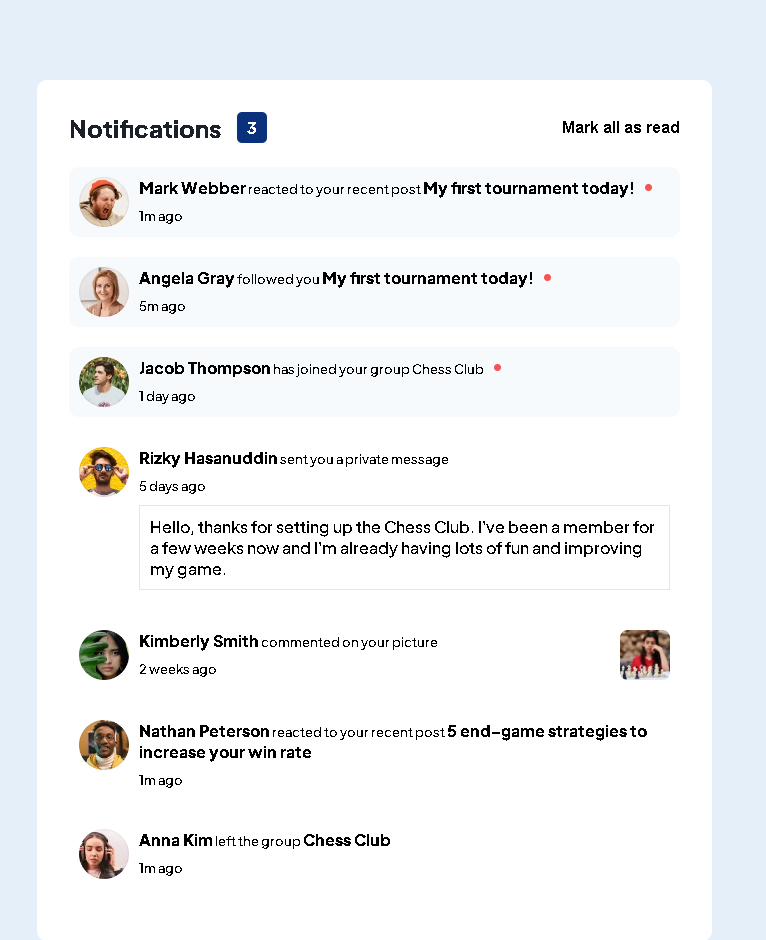 Notifications 3 Mark all as read
Mark Webber reacted to your recent post My first tournament today!
1m ago
Angela Gray followed you My first tournament today!
5m ago
Jacob Thompson has joined your group Chess Club
1 day ago
Rizky Hasanuddin sent you a private message
5 days ago
Hello, thanks for setting up the Chess Club. I've been a member for
a few weeks now and I'm already having lots of fun and improving
my game.
Kimberly Smith commented on your picture
2 weeks ago
Nathan Peterson reacted to your recent post 5 end-game strategies to
increase your win rate
1m ago
Anna Kim left the group Chess Club
1m ago